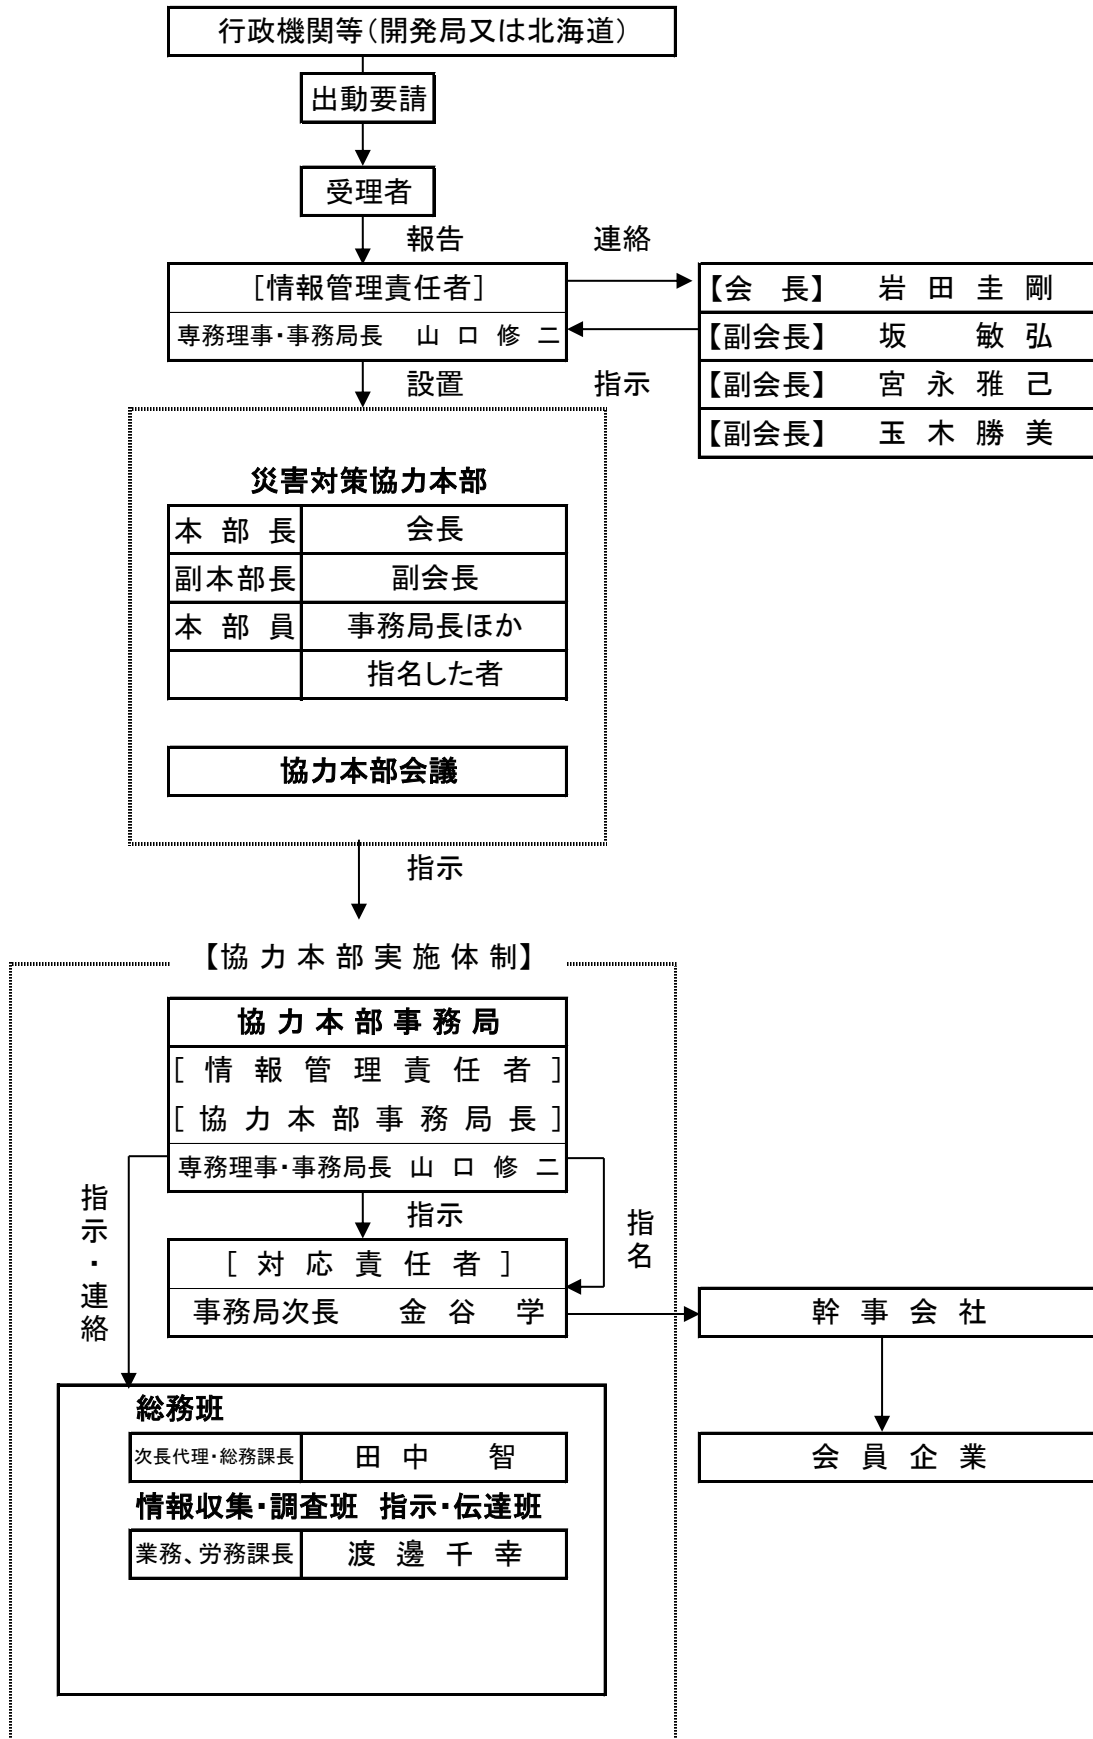 行政機関等(開発局又は北海道)
出動要請
受理者
報告
連絡
[情報管理責任者]
専務理事・事務局長 山 口 修 二
【会 長】 岩 田 圭 剛
【副会長】 坂 敏 弘
【副会長】 宮 永 雅 己
【副会長】 玉 木 勝 美
設置
指示
災害対策協力本部
本 部 長 会長
副本部長 副会長
本 部 員 事務局長ほか
指名した者
協力本部会議
指示
【協 力 本 部 実 施 体 制】
協 力 本 部 事 務 局
[ 情 報 管 理 責 任 者 ]
[ 協 力 本 部 事 務 局 長 ]
専務理事・事務局長 山 口 修 二
指示・連絡
指示
指名
[ 対 応 責 任 者 ]
事務局次長 金 谷 学
幹 事 会 社
会 員 企 業
総務班
次長代理・総務課長 田 中 智
情報収集・調査班 指示・伝達班
業務、労務課長 渡 邊 千 幸